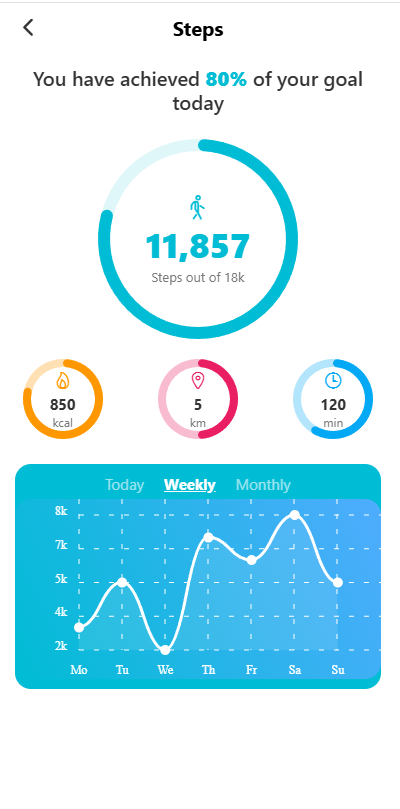 Steps
You have achieved 80% of your goal
today
11,857
Steps out of 18k
850
kcal
5
km
120
min
Today Weekly Monthly
8k
7k
5k
4k
2k
Mo Tu We Th Fr Sa Su